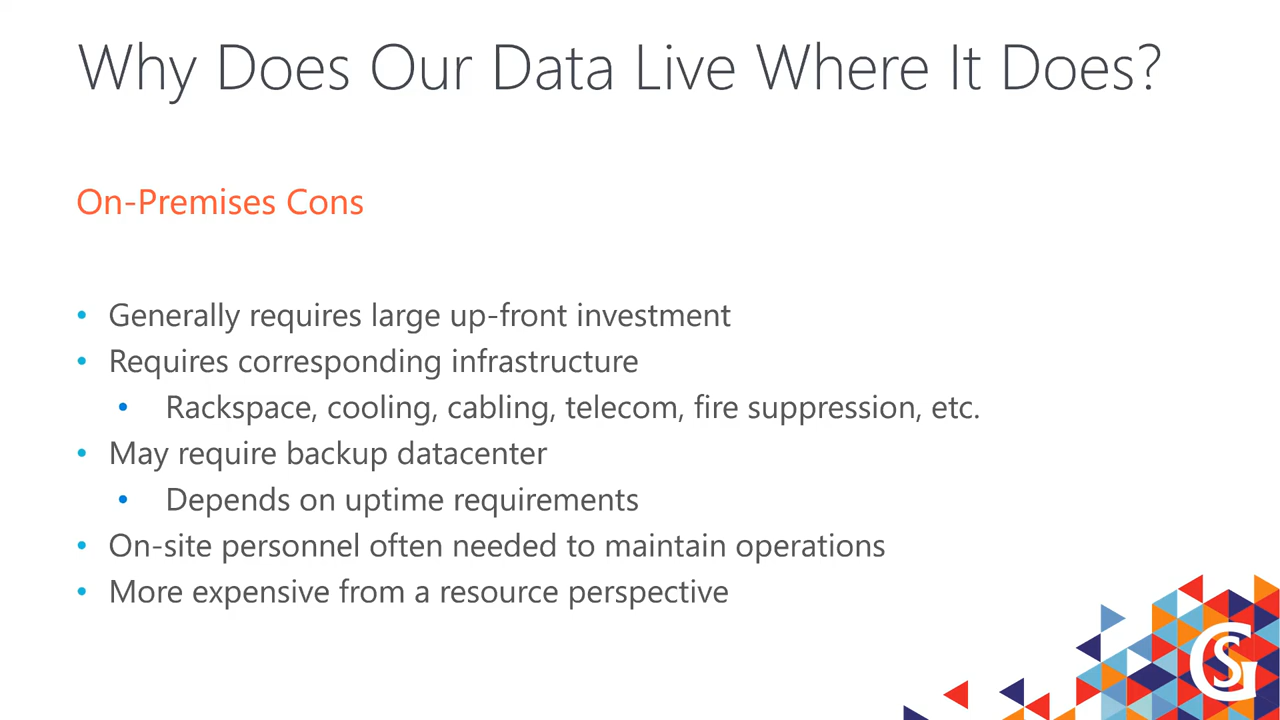 Why Does Our Data Live Where It Does?
On-Premises Cons
• Generally requires large up-front investment
• Requires corresponding infrastructure
• Rackspace, cooling, cabling, telecom, fire suppression, etc.
• May require backup datacenter
• Depends on uptime requirements
• On-site personnel often needed to maintain operations
• More expensive from a resource perspective
GS